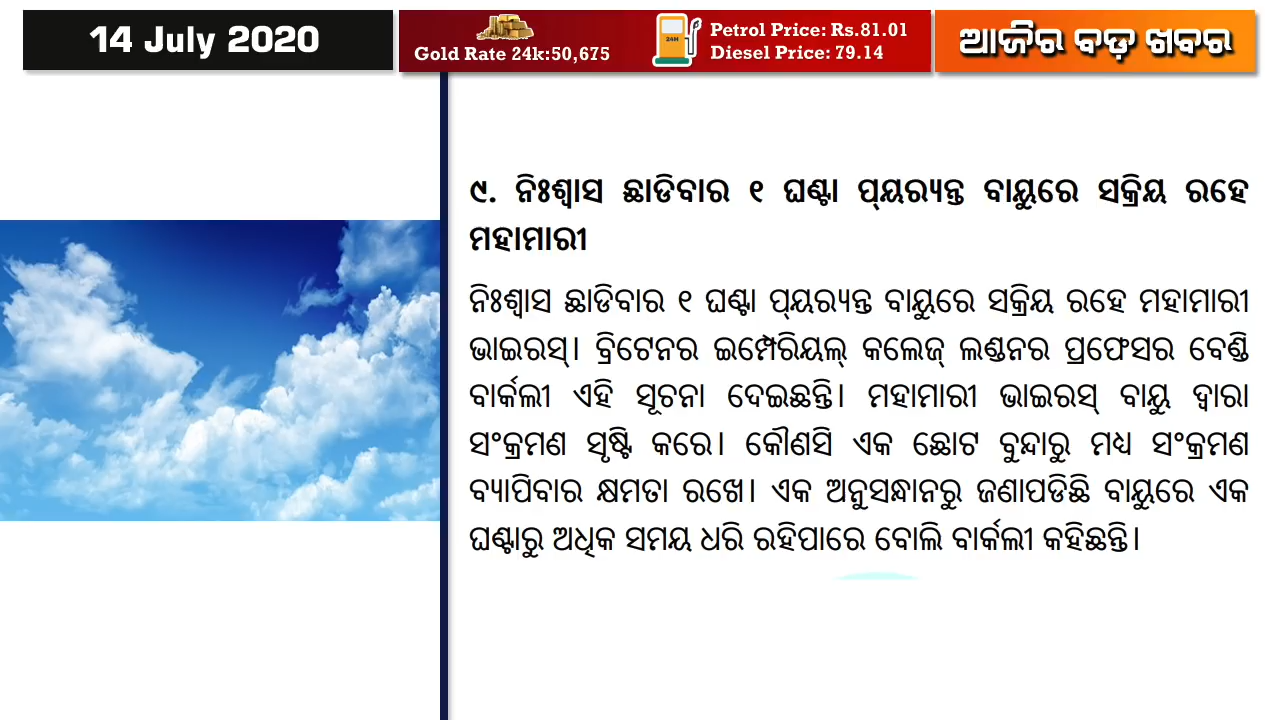 14 July 2020
Gold Rate 24k:50,675
24H
Petrol Price: Rs.81.01
Diesel Price: 79.14
ଆଜିର ବଡ଼ ଖବର
୯. ନିଃଶ୍ୱାସ ଛାଡିବାର ୧ ଘଣ୍ଟା ପ୍ୟରର୍‍ଯ୍ୟନ୍ତ ବାୟୁରେ ସକ୍ରିୟ ରହେ
ମହାମାରୀ
ନିଃଶ୍ୱାସ ଛାଡିବାର ୧ ଘଣ୍ଟା ପ୍ୟର‍୍ୟନ୍ତ ବାୟୁରେ ସକ୍ରିୟ ରହେ ମହାମାରୀ
ଭାଇରସ୍। ବ୍ରିଟେନର ଇମ୍ପେରିୟଲ୍ କଲେଜ୍ ଲଣ୍ଡନର ପ୍ରଫେସର ବେଣ୍ଡି
ବାର୍କଲୀ ଏହି ସୂଚନା ଦେଇଛନ୍ତି। ମହାମାରୀ ଭାଇରସ୍ ବାୟୁ ଦ୍ୱାରା
ସଂକ୍ରମଣ ସୃଷ୍ଟି କରେ। କୌଣସି ଏକ ଛୋଟ ବୁନ୍ଦାରୁ ମଧ୍ୟ ସଂକ୍ରମଣ
ବ୍ୟାପିବାର କ୍ଷମତା ରଖେ। ଏକ ଅନୁସନ୍ଧାନରୁ ଜଣାପଡିଛି ବାୟୁରେ ଏକ
ଘଣ୍ଟାରୁ ଅଧିକ ସମୟ ଧରି ରହିପାରେ ବୋଲି ବାର୍କଲୀ କହିଛନ୍ତି।